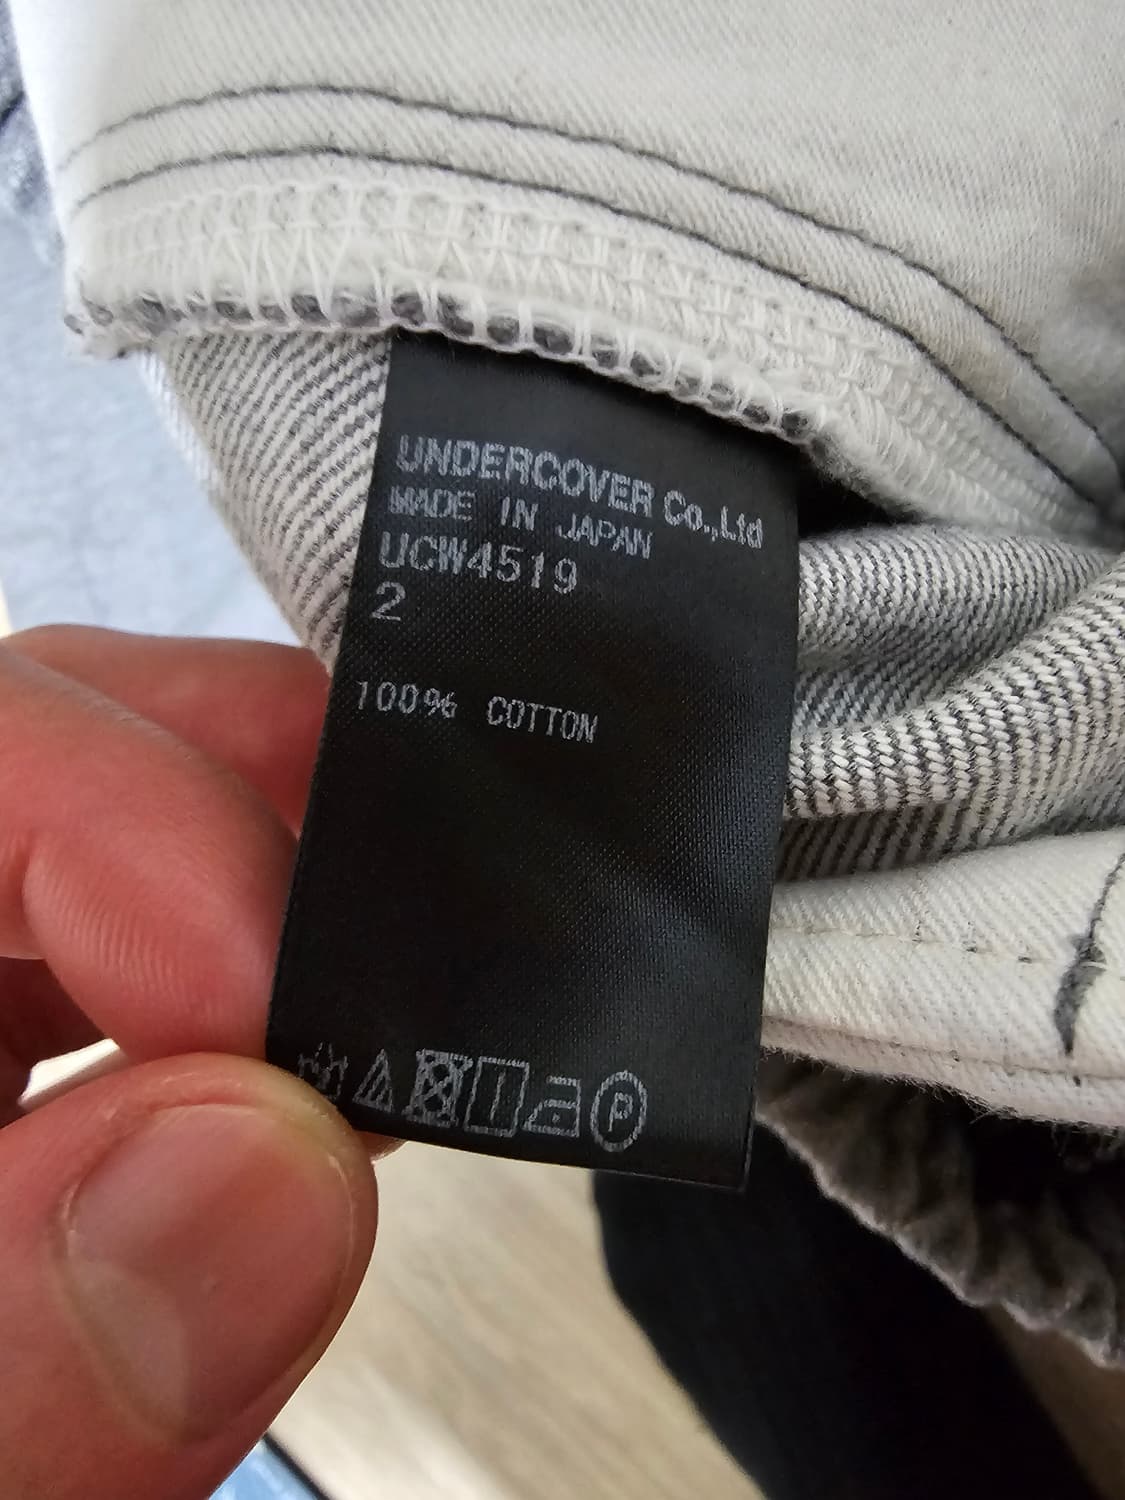 UNDERCOVER Co.,Ltd
MADE IN JAPAN
UCW4519
2
100% COTTON
P